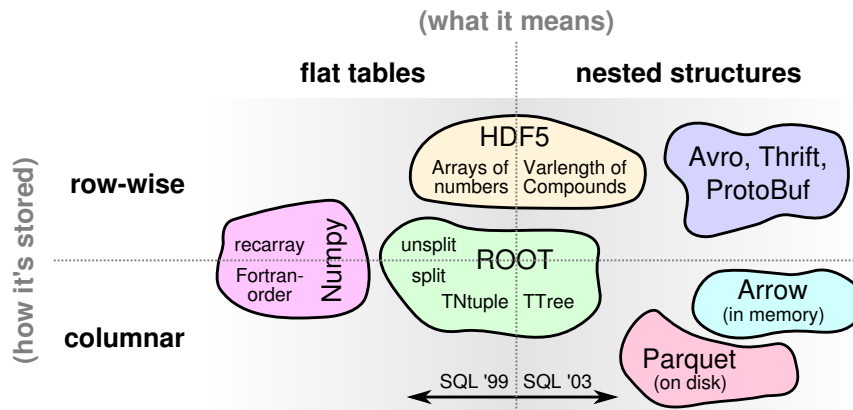 (what it means)
flat tables
nested structures
(how it's stored)
row-wise
columnar
HDF5
Arrays of
numbers
Varlength of
Compounds
Avro, Thrift,
ProtoBuf
recarray
Fortran-
order
Numpy
unsplit
split
ROOT
TNtuple
TTree
Arrow
(in memory)
Parquet
(on disk)
SQL '99
SQL '03